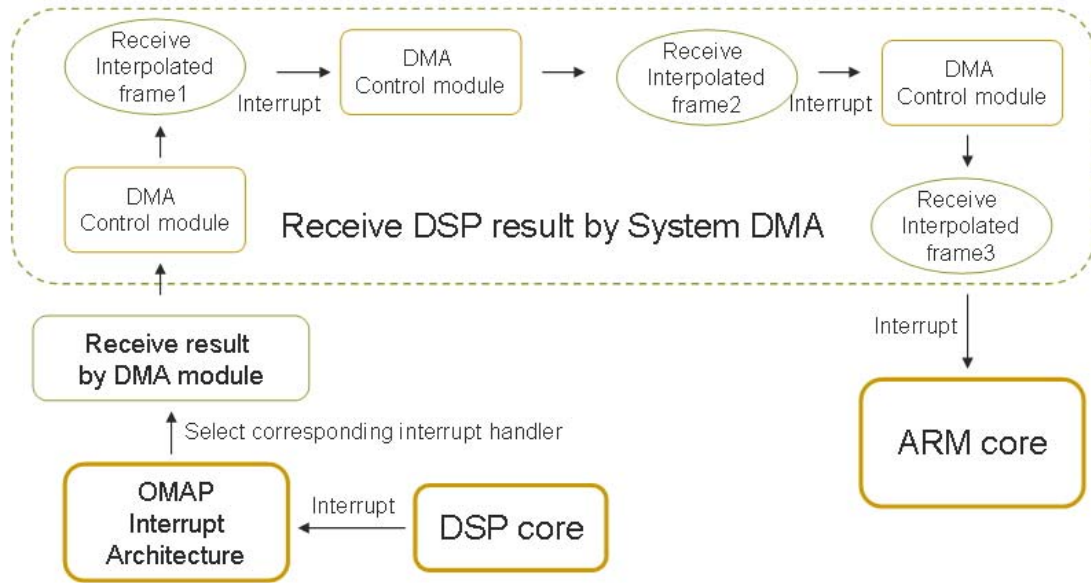 Receive
Interpolated
frame1
Interrupt
DMA
Control module
Receive
Interpolated
frame2
Interrupt
DMA
Control module
DMA
Control module
Receive DSP result by System DMA
Receive
Interpolated
frame3
Receive result
by DMA module
Interrupt
Select corresponding interrupt handler
ARM core
OMAP
Interrupt
Architecture
Interrupt
DSP core